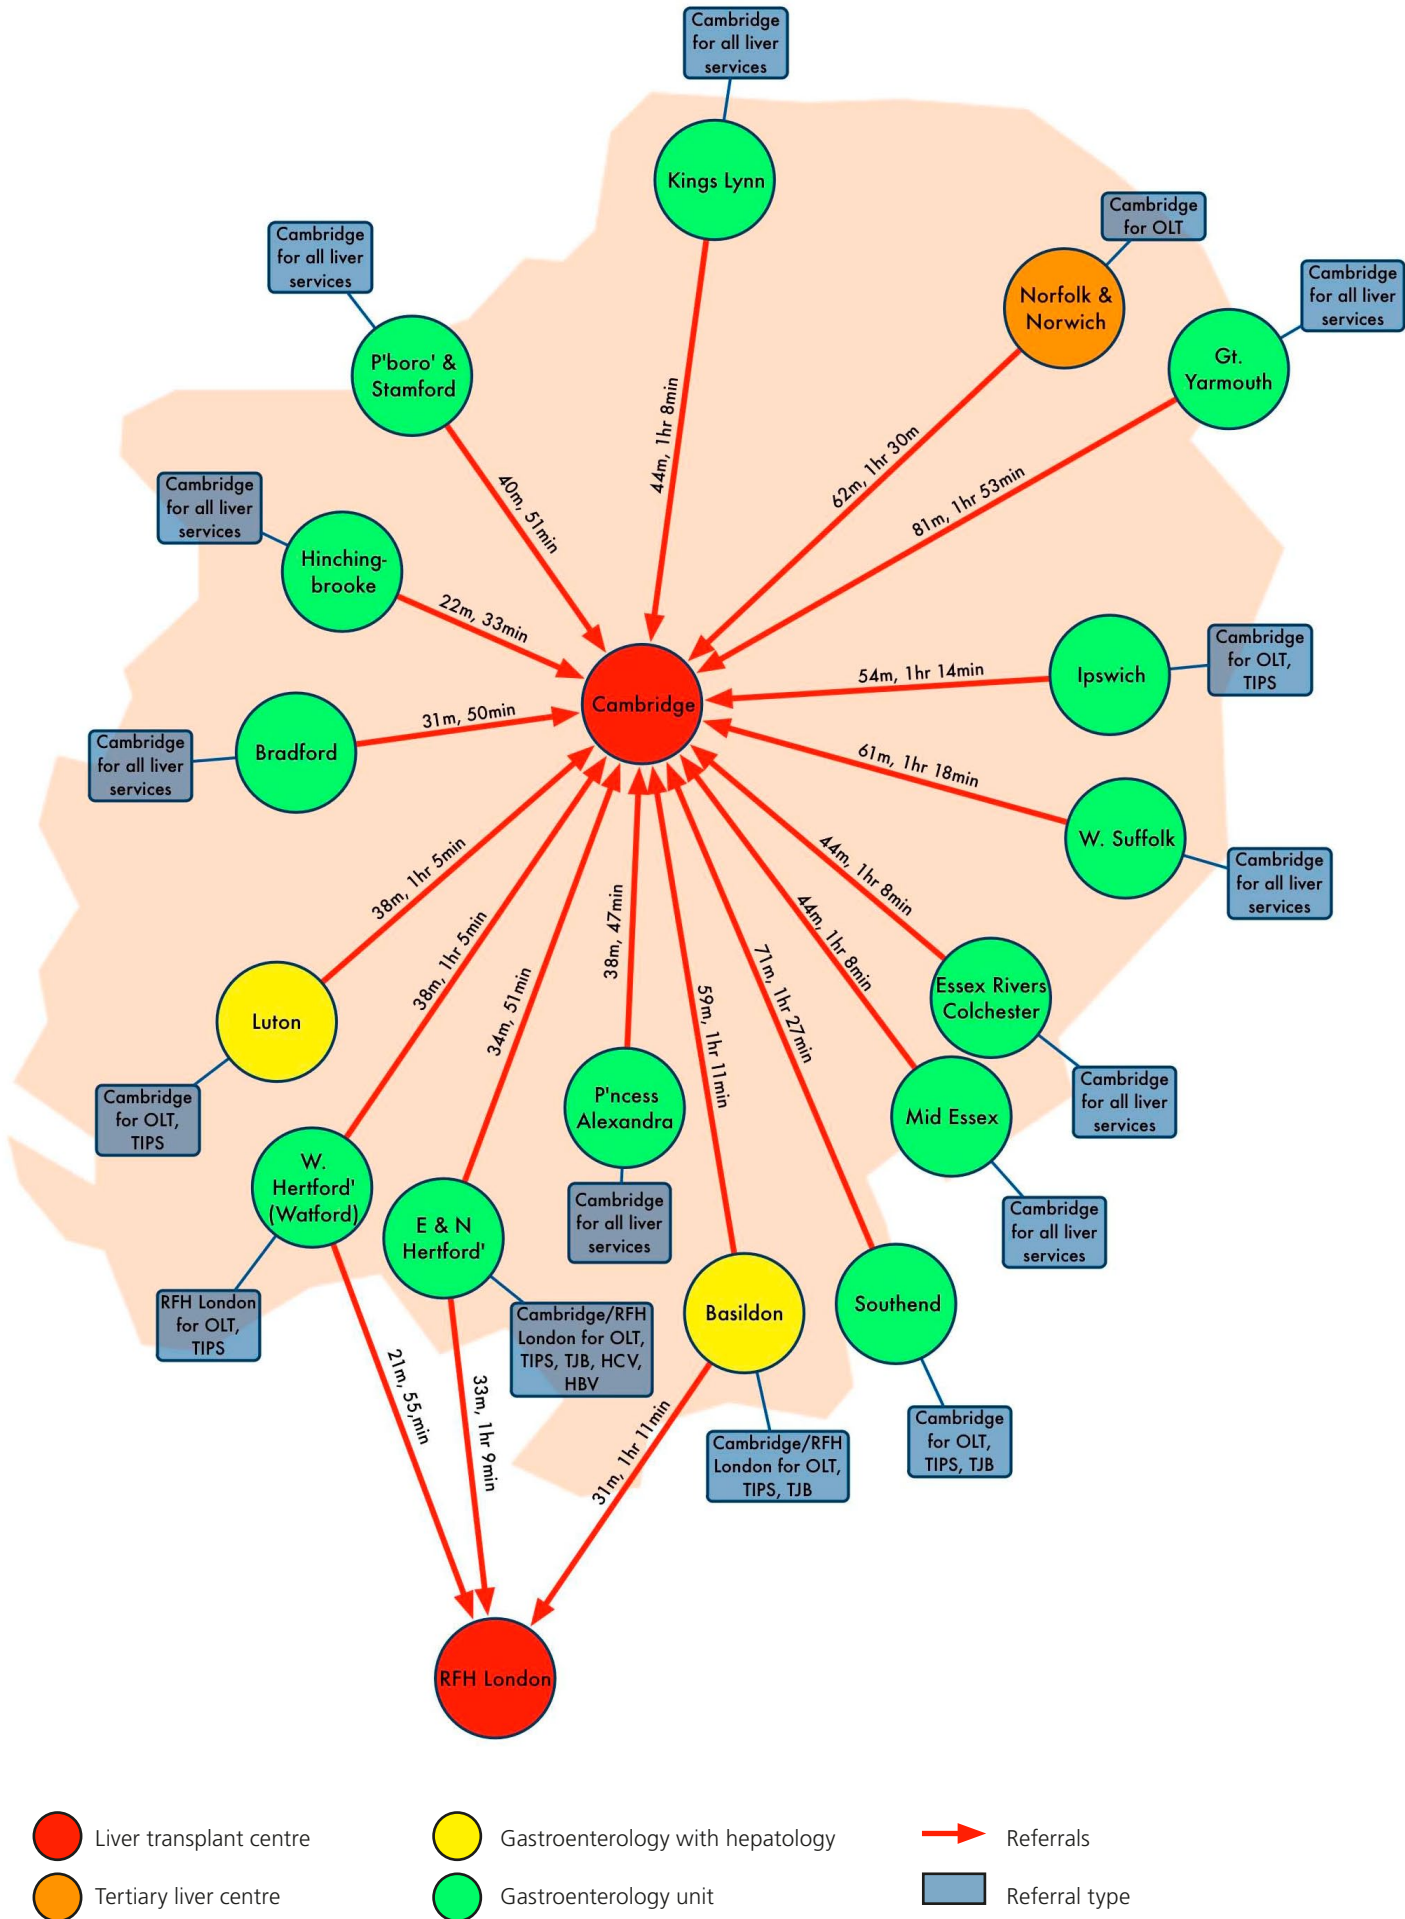 Cambridge
for all liver
services
Kings Lynn
Cambridge
for OLT
Norfolk &
Norwich
Cambridge
for all liver
services
Gt.
Yarmouth
Cambridge
for all liver
services
P'boro' &
Stamford
44m, 1hr 8min
62m, 1hr 30m
81m, 1hr 53min
40m, 51min
Cambridge
for all liver
services
Hinching-
brooke
22m, 33min
Cambridge
54m, 1hr 14min
Ipswich
Cambridge
for OLT,
TIPS
Cambridge
for all liver
services
Bradford
31m, 50min
61m, 1hr 18min
W. Suffolk
Cambridge
for all liver
services
38m, 1hr 5min
38m, 1hr 5min
34m, 51min
38m, 47min
59m, 1hr 11min
71m, 1hr 27min
44m, 1hr 8min
44m, 1hr 8min
Luton
Cambridge
for OLT,
TIPS
Essex Rivers
Colchester
Cambridge
for all liver
services
P'ncess
Alexandra
Cambridge
for all liver
services
Mid Essex
Cambridge
for all liver
services
W.
Hertford'
(Watford)
RFH London
for OLT,
TIPS
E & N
Hertford'
Cambridge/RFH
London for OLT,
TIPS, TJB, HCV,
HBV
Basildon
Cambridge/RFH
London for OLT,
TIPS, TJB
Southend
Cambridge
for OLT,
TIPS, TJB
21m, 55,min
33m, 1hr 9min
31m, 1hr 11min
RFH London
Liver transplant centre
Gastroenterology with hepatology
Referrals
Tertiary liver centre
Gastroenterology unit
Referral type